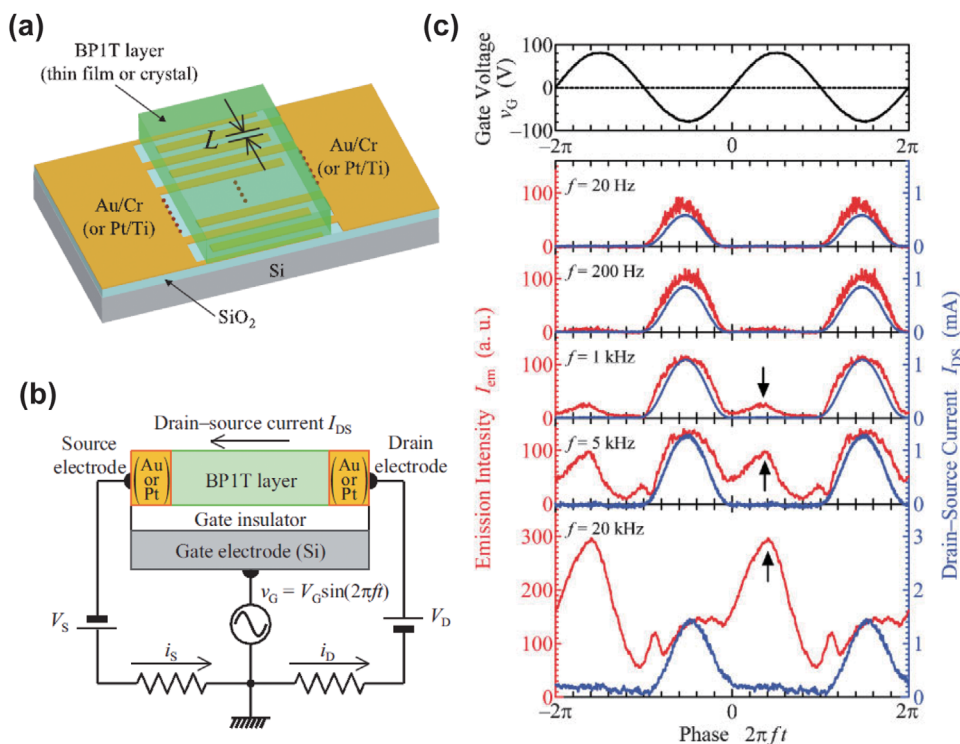 (a)
BP1T layer
(thin film or crystal)
L
Au/Cr
(or Pt/Ti)
Au/Cr
(or Pt/Ti)
Si
SiO2
(b)
Drain–source current IDS
Source
electrode
Drain
electrode
Au
or
Pt
BP1T layer
Au
or
Pt
Gate insulator
Gate electrode (Si)
vG = VG sin(2πft)
VS
VD
iS
iD
(c)
Gate Voltage
vG (V)
100
0
−100
−2π
0
2π
f = 20 Hz
100
0
1
0
f = 200 Hz
100
0
1
0
f = 1 kHz
100
0
1
0
f = 5 kHz
100
0
1
0
f = 20 kHz
300
200
100
0
3
2
1
0
Emission Intensity Iem (a. u.)
Drain–Source Current IDS (mA)
−2π
0
2π
Phase 2πft